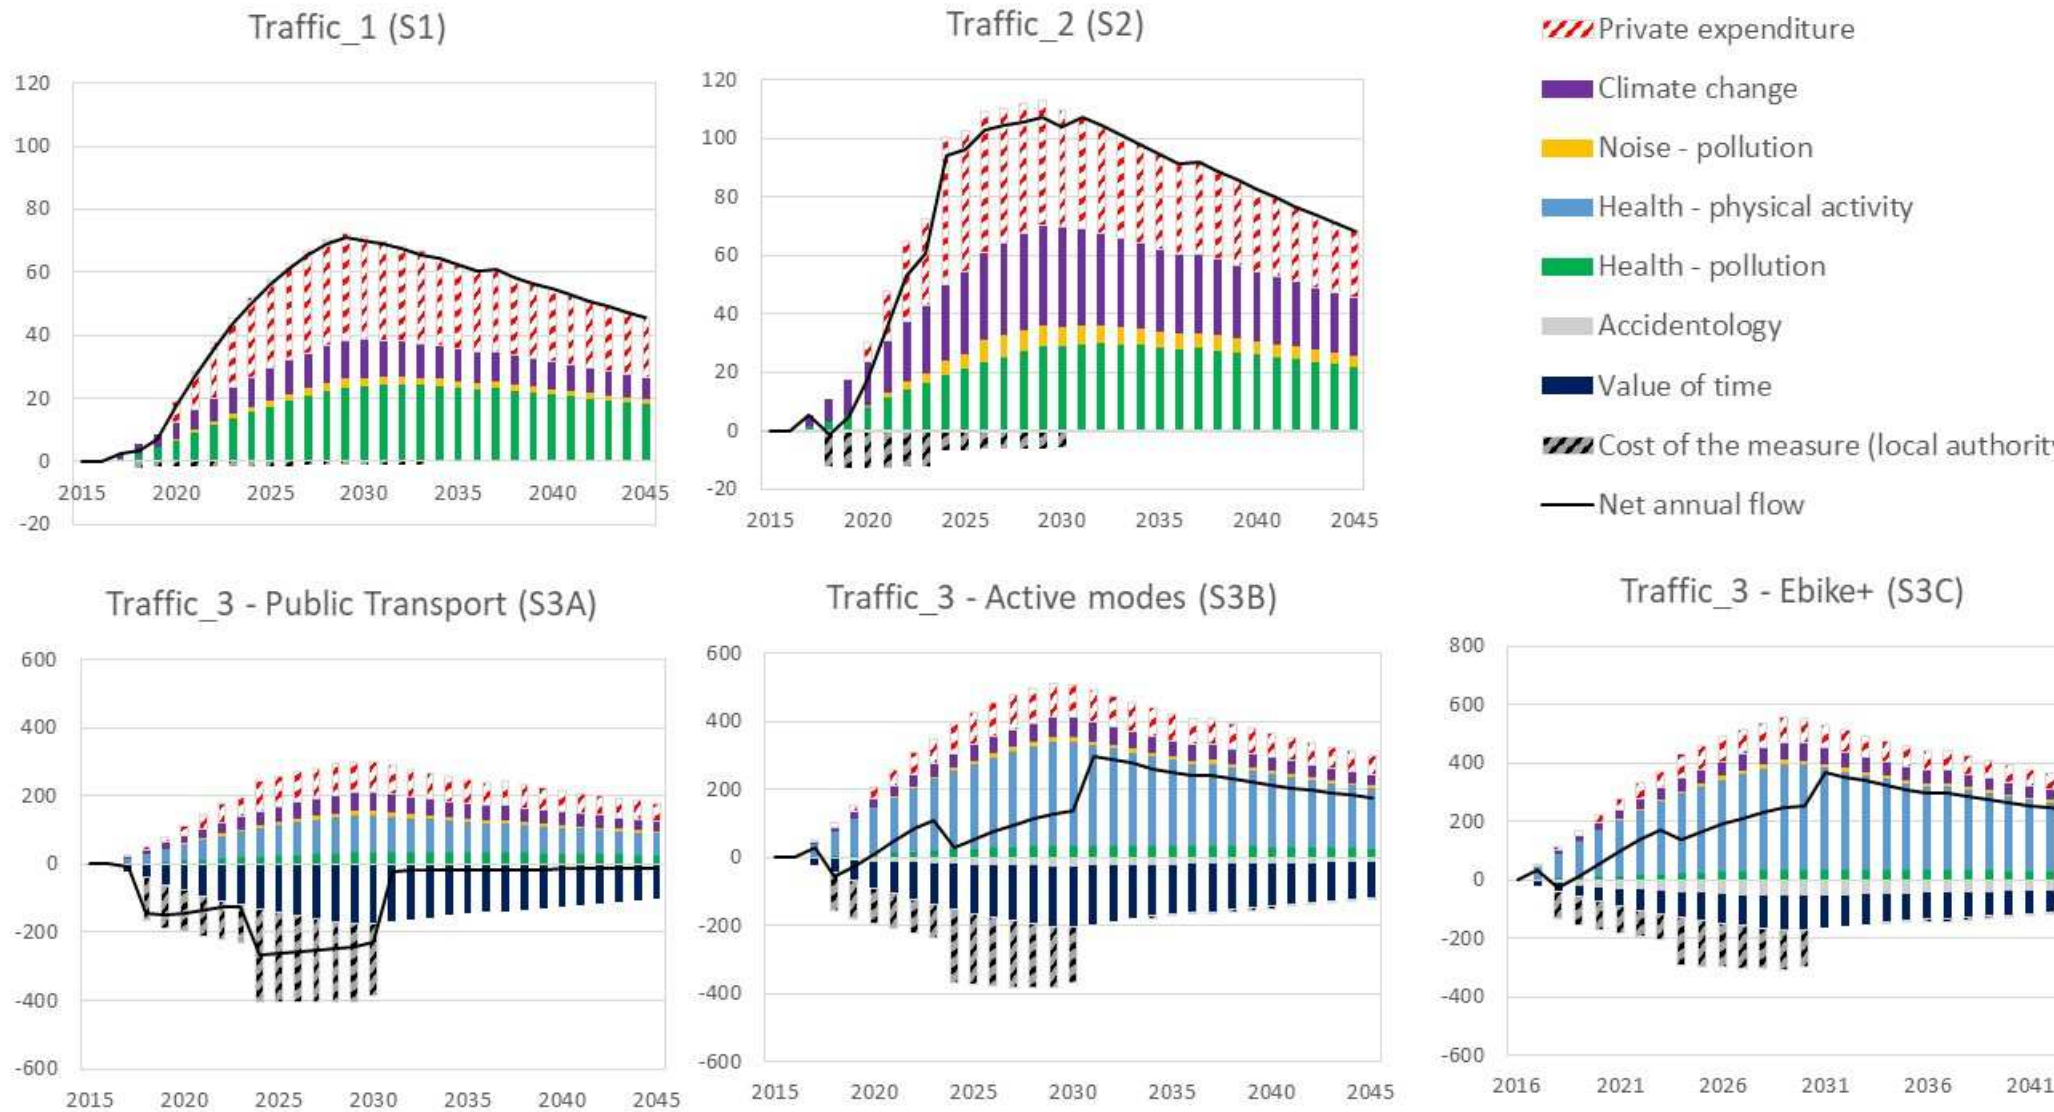 Traffic_1 (S1)
120
100
80
60
40
20
0
-20
2015 2020 2025 2030 2035 2040 2045
Traffic_2 (S2)
120
100
80
60
40
20
0
-20
2015 2020 2025 2030 2035 2040 2045
Private expenditure
Climate change
Noise - pollution
Health - physical activity
Health - pollution
Accidentology
Value of time
Cost of the measure (local authority
Net annual flow
Traffic_3 - Public Transport (S3A)
600
400
200
0
-200
-400
-600
2015 2020 2025 2030 2035 2040 2045
Traffic_3 - Active modes (S3B)
600
400
200
0
-200
-400
-600
2015 2020 2025 2030 2035 2040 2045
Traffic_3 - Ebike+ (S3C)
800
600
400
200
0
-200
-400
-600
2016 2021 2026 2031 2036 2041